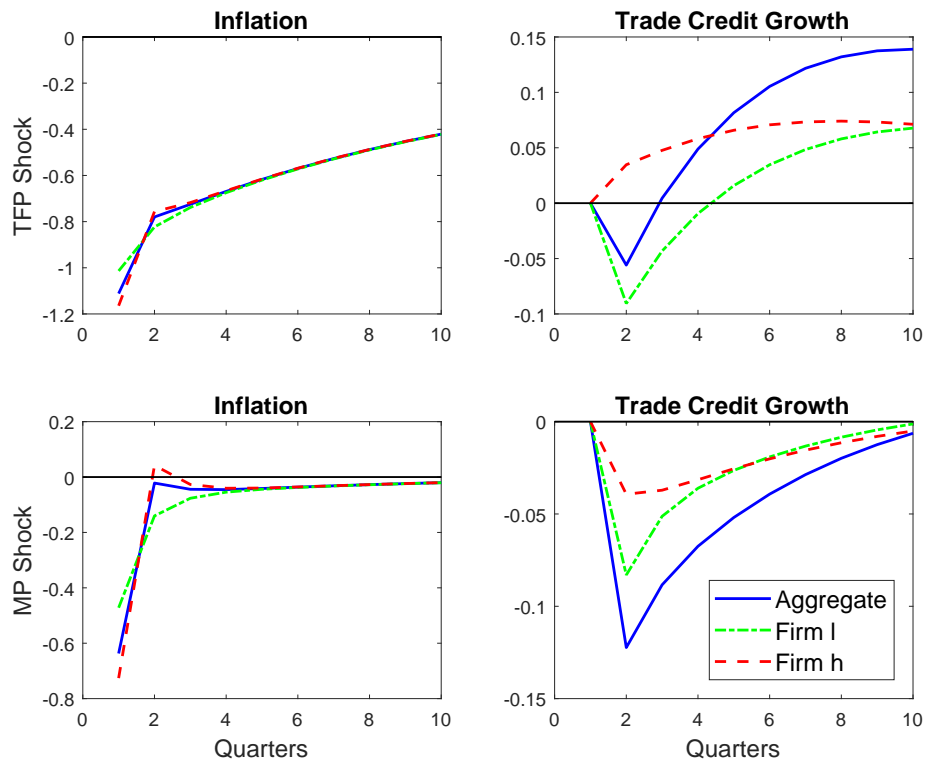 Inflation
Trade Credit Growth
TFP Shock
0
-0.2
-0.4
-0.6
-0.8
-1
-1.2
0 2 4 6 8 10
0.15
0.1
0.05
0
-0.05
-0.1
0 2 4 6 8 10
Inflation
Trade Credit Growth
MP Shock
0.2
0
-0.2
-0.4
-0.6
-0.8
0 2 4 6 8 10
Quarters
0
-0.05
-0.1
-0.15
0 2 4 6 8 10
Quarters
Aggregate
Firm l
Firm h